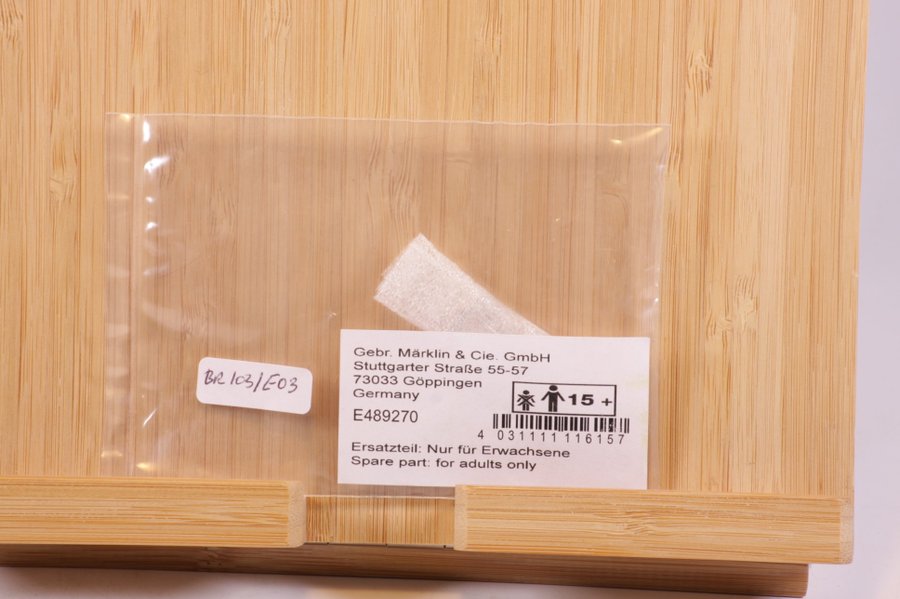 BR 103/E03
Gebr. Märklin & Cie. GmbH
Stuttgarter Straße 55-57
73033 Göppingen
Germany
15 +
E489270
4 031111 116157
Ersatzteil: Nur für Erwachsene
Spare part: for adults only